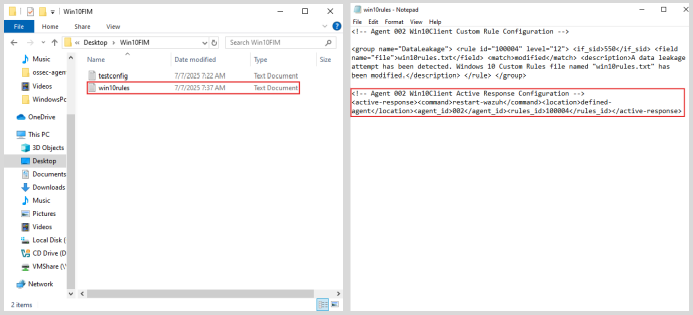 Win10FIM
File
Home
Share
View
Desktop
Win10FIM
Search Win10FIM
Name
Date modified
Type
Size
Music
ossec-agen
Videos
WindowsPo
OneDrive
This PC
3D Objects
Desktop
Documents
Downloads
Music
Pictures
Videos
Local Disk (
CD Drive (D
VMShare (\\
Network
testconfig
7/7/2025 7:22 AM
Text Document
win10rules
7/7/2025 7:37 AM
Text Document
2 items
win10rules - Notepad
File Edit Format View Help
<!-- Agent 002 Win10Client Custom Rule Configuration -->
<group name="DataLeakage"> <rule id="100004" level="12"> <if_sid>550</if_sid> <field
name="file">win10rules.txt</field> <match>modified</match> <description>A data leakage
attempt has been detected. Windows 10 Custom Rules file named "win10rules.txt" has
been modified.</description> </rule> </group>
<!-- Agent 002 Win10Client Active Response Configuration -->
<active-response><command>restart-wazuh</command><location>defined-
agent</location><agent_id>002</agent_id><rules_id>100004</rules_id></active-response>